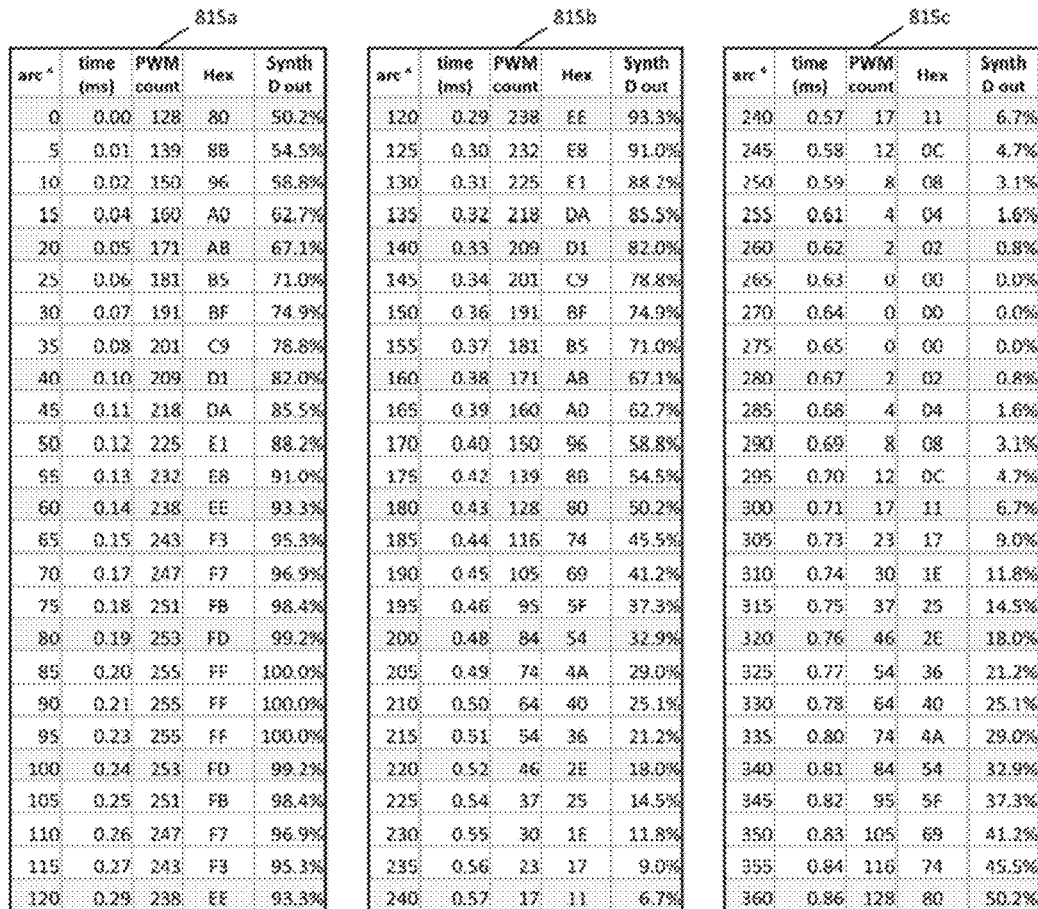 815a
arc ° time (ms) PWM count Hex Synth D out
0 0.00 128 80 50.2%
5 0.01 139 8B 54.5%
10 0.02 150 96 58.8%
15 0.04 160 A0 62.7%
20 0.05 171 AB 67.1%
25 0.06 181 B5 71.0%
30 0.07 191 BF 74.9%
35 0.08 201 C9 78.8%
40 0.10 209 D1 82.0%
45 0.11 218 DA 85.5%
50 0.12 225 E1 88.2%
55 0.13 232 E8 91.0%
60 0.14 238 EE 93.3%
65 0.15 243 F3 95.3%
70 0.17 247 F7 96.9%
75 0.18 251 FB 98.4%
80 0.19 253 FD 99.2%
85 0.20 255 FF 100.0%
90 0.21 255 FF 100.0%
95 0.23 255 FF 100.0%
100 0.24 253 FD 99.2%
105 0.25 251 FB 98.4%
110 0.26 247 F7 96.9%
115 0.27 243 F3 95.3%
120 0.29 238 EE 93.3%
815b
arc ° time (ms) PWM count Hex Synth D out
120 0.29 238 EE 93.3%
125 0.30 232 E8 91.0%
130 0.31 225 E1 88.2%
135 0.32 218 DA 85.5%
140 0.33 209 D1 82.0%
145 0.34 201 C9 78.8%
150 0.36 191 BF 74.9%
155 0.37 181 B5 71.0%
160 0.38 171 AB 67.1%
165 0.39 160 A0 62.7%
170 0.40 150 96 58.8%
175 0.42 139 8B 54.5%
180 0.43 128 80 50.2%
185 0.44 116 74 45.5%
190 0.45 105 69 41.2%
195 0.46 95 5F 37.3%
200 0.48 84 54 32.9%
205 0.49 74 4A 29.0%
210 0.50 64 40 25.1%
215 0.51 54 36 21.2%
220 0.52 46 2E 18.0%
225 0.54 37 25 14.5%
230 0.55 30 1E 11.8%
235 0.56 23 17 9.0%
240 0.57 17 11 6.7%
815c
arc ° time (ms) PWM count Hex Synth D out
240 0.57 17 11 6.7%
245 0.58 12 0C 4.7%
250 0.59 8 08 3.1%
255 0.61 4 04 1.6%
260 0.62 2 02 0.8%
265 0.63 0 00 0.0%
270 0.64 0 00 0.0%
275 0.65 0 00 0.0%
280 0.67 2 02 0.8%
285 0.68 4 04 1.6%
290 0.69 8 08 3.1%
295 0.70 12 0C 4.7%
300 0.71 17 11 6.7%
305 0.73 23 17 9.0%
310 0.74 30 1E 11.8%
315 0.75 37 25 14.5%
320 0.76 46 2E 18.0%
325 0.77 54 36 21.2%
330 0.78 64 40 25.1%
335 0.80 74 4A 29.0%
340 0.81 84 54 32.9%
345 0.82 95 5F 37.3%
350 0.83 105 69 41.2%
355 0.84 116 74 45.5%
360 0.86 128 80 50.2%